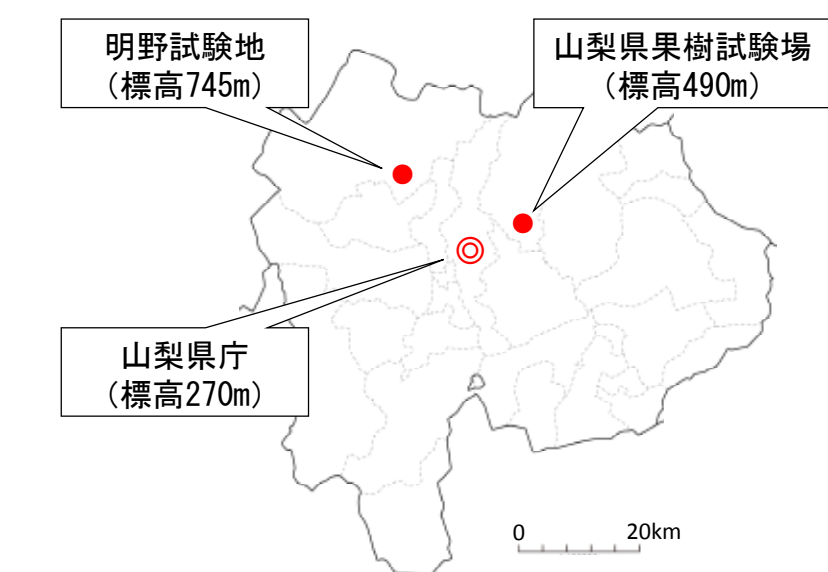 明野試験地
（標高745m）
山梨県果樹試験場
（標高490m）
山梨県庁
（標高270m）
0
20km